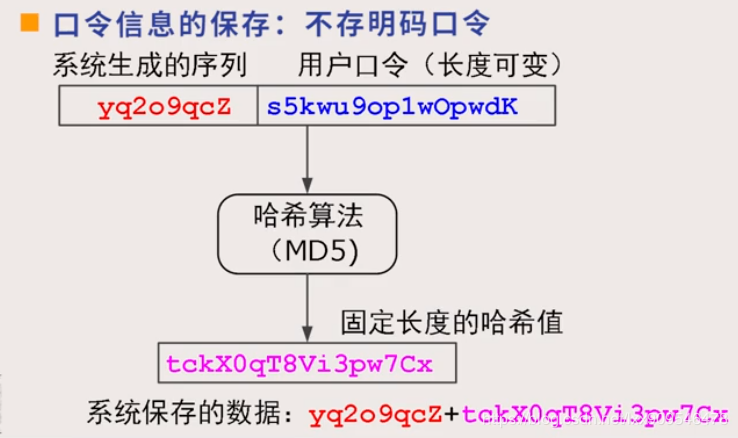 口令信息的保存：不存明码口令
系统生成的序列 用户口令（长度可变）
yq2o9qcZ s5kwu9op1wOpwdK
哈希算法
（MD5)
固定长度的哈希值
tckX0qT8Vi3pw7Cx
系统保存的数据：yq2o9qcZ+tckX0qT8Vi3pw7Cx